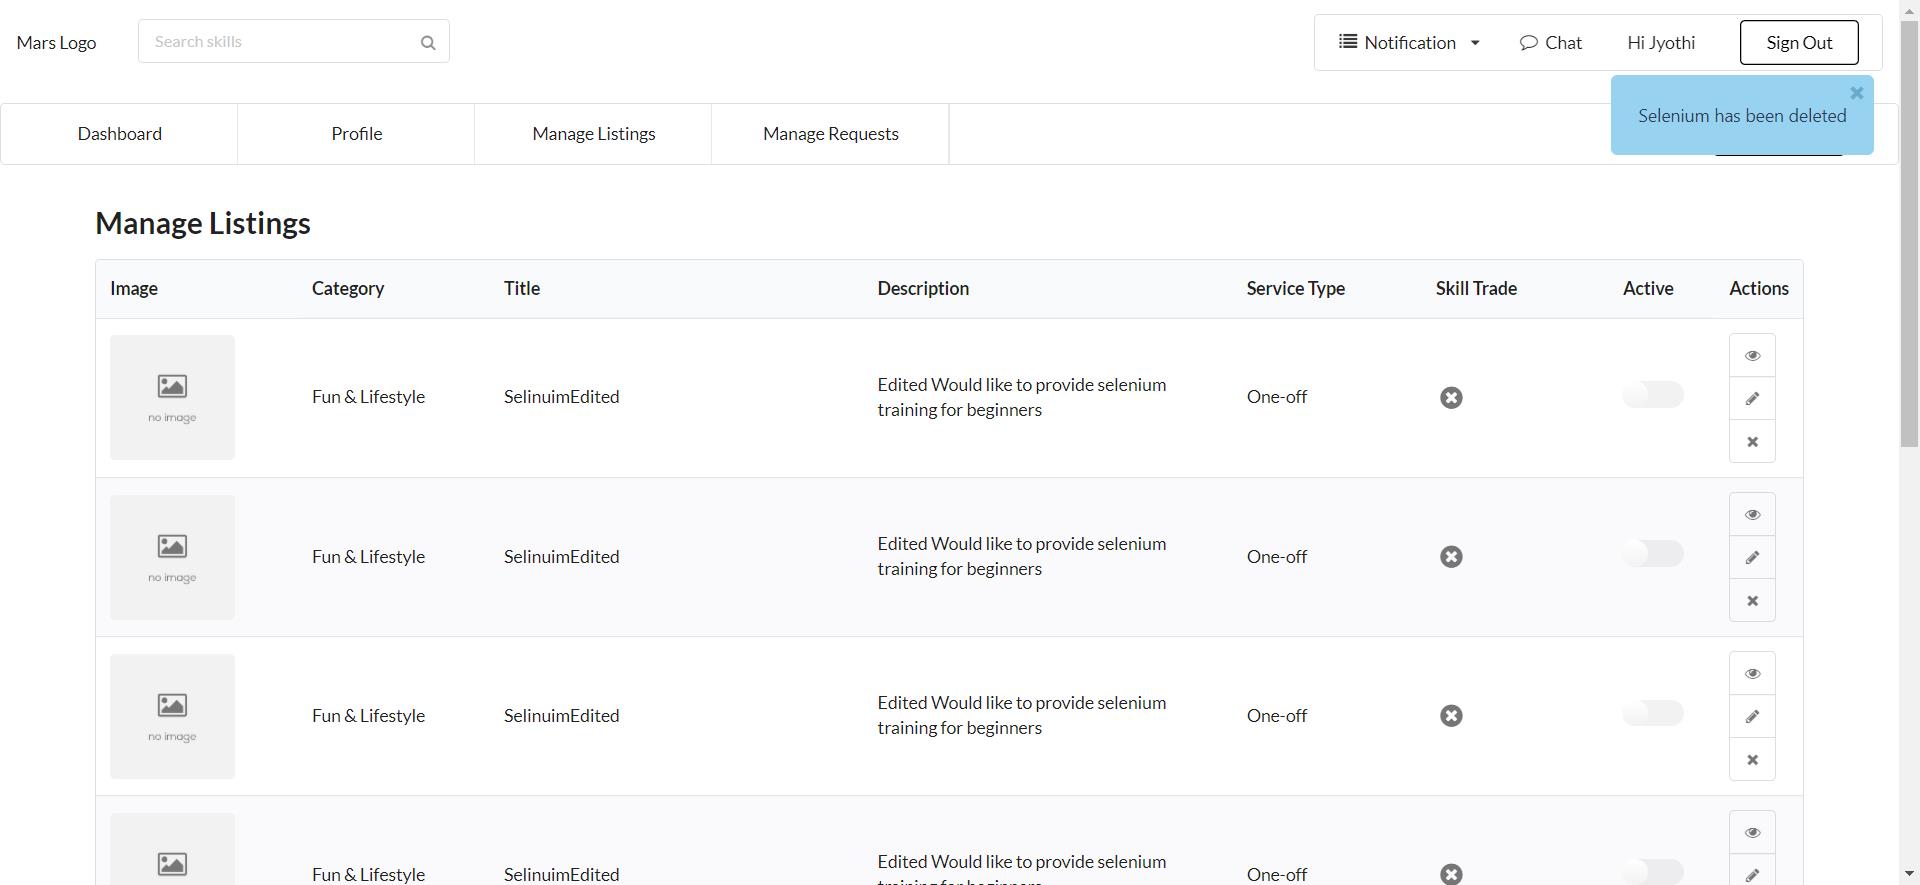 Mars Logo
Search skills
Notification
Chat
Hi Jyothi
Sign Out
Selenium has been deleted
Dashboard
Profile
Manage Listings
Manage Requests
Manage Listings
Image
Category
Title
Description
Service Type
Skill Trade
Active
Actions
no image
Fun & Lifestyle
SelinuimEdited
Edited Would like to provide selenium
training for beginners
One-off
no image
Fun & Lifestyle
SelinuimEdited
Edited Would like to provide selenium
training for beginners
One-off
no image
Fun & Lifestyle
SelinuimEdited
Edited Would like to provide selenium
training for beginners
One-off
Fun & Lifestyle
SelinuimEdited
Edited Would like to provide selenium
One-off